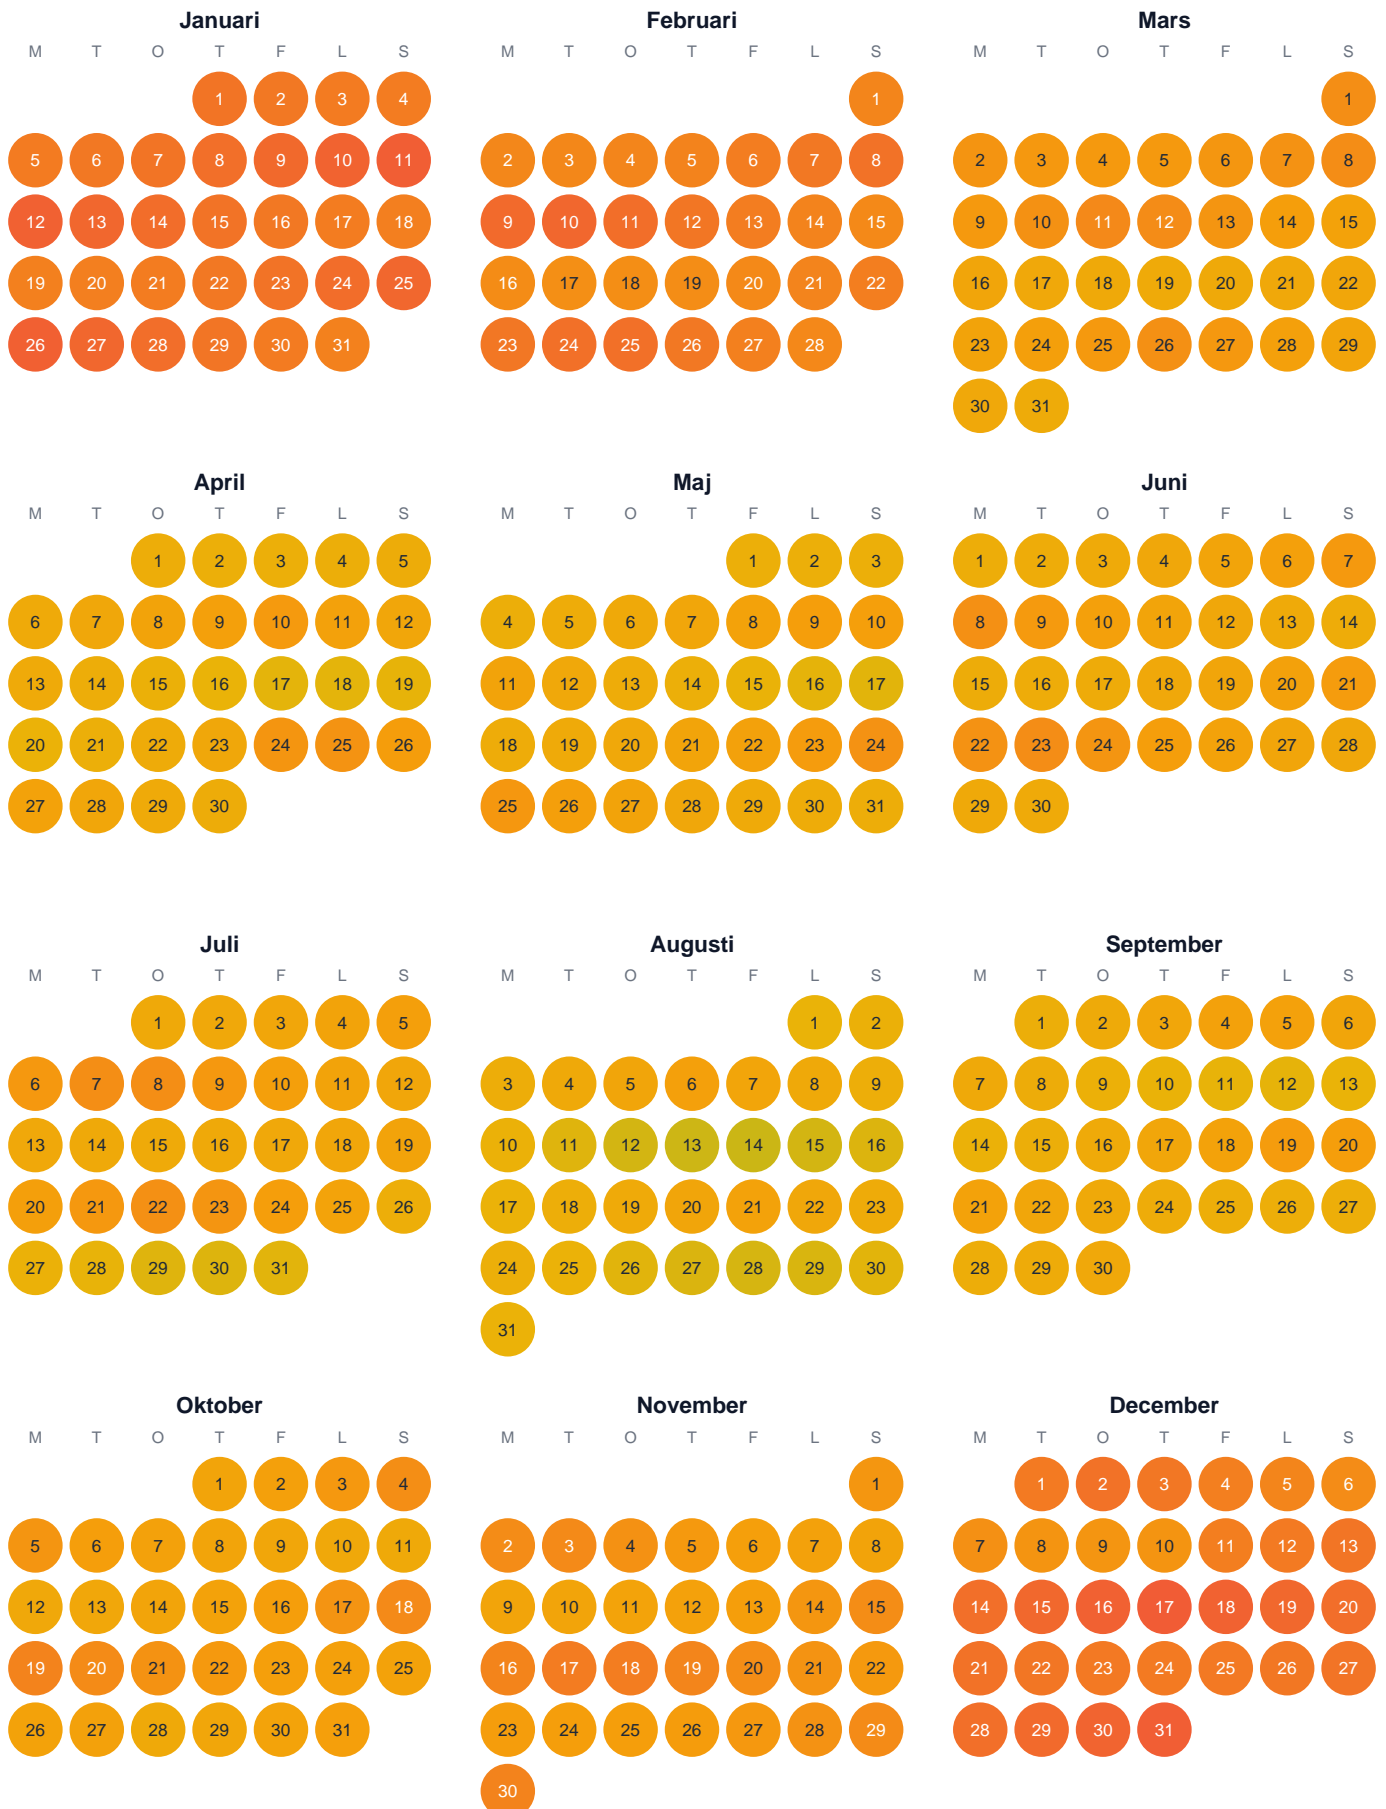 Januari Februari Mars
M T O T F L S M T O T F L S M T O T F L S
1 2 3 4 1 1
5 6 7 8 9 10 11 2 3 4 5 6 7 8 2 3 4 5 6 7 8
12 13 14 15 16 17 18 9 10 11 12 13 14 15 9 10 11 12 13 14 15
19 20 21 22 23 24 25 16 17 18 19 20 21 22 16 17 18 19 20 21 22
26 27 28 29 30 31 23 24 25 26 27 28 23 24 25 26 27 28 29
30 31
April Maj Juni
M T O T F L S M T O T F L S M T O T F L S
1 2 3 4 5 1 2 3 1 2 3 4 5 6 7
6 7 8 9 10 11 12 4 5 6 7 8 9 10 8 9 10 11 12 13 14
13 14 15 16 17 18 19 11 12 13 14 15 16 17 15 16 17 18 19 20 21
20 21 22 23 24 25 26 18 19 20 21 22 23 24 22 23 24 25 26 27 28
27 28 29 30 25 26 27 28 29 30 31 29 30
Juli Augusti September
M T O T F L S M T O T F L S M T O T F L S
1 2 3 4 5 1 2 1 2 3 4 5 6
6 7 8 9 10 11 12 3 4 5 6 7 8 9 7 8 9 10 11 12 13
13 14 15 16 17 18 19 10 11 12 13 14 15 16 14 15 16 17 18 19 20
20 21 22 23 24 25 26 17 18 19 20 21 22 23 21 22 23 24 25 26 27
27 28 29 30 31 24 25 26 27 28 29 30 28 29 30
31
Oktober November December
M T O T F L S M T O T F L S M T O T F L S
1 2 3 4 1 1 2 3 4 5 6
5 6 7 8 9 10 11 2 3 4 5 6 7 8 7 8 9 10 11 12 13
12 13 14 15 16 17 18 9 10 11 12 13 14 15 14 15 16 17 18 19 20
19 20 21 22 23 24 25 16 17 18 19 20 21 22 21 22 23 24 25 26 27
26 27 28 29 30 31 23 24 25 26 27 28 29 28 29 30 31
30